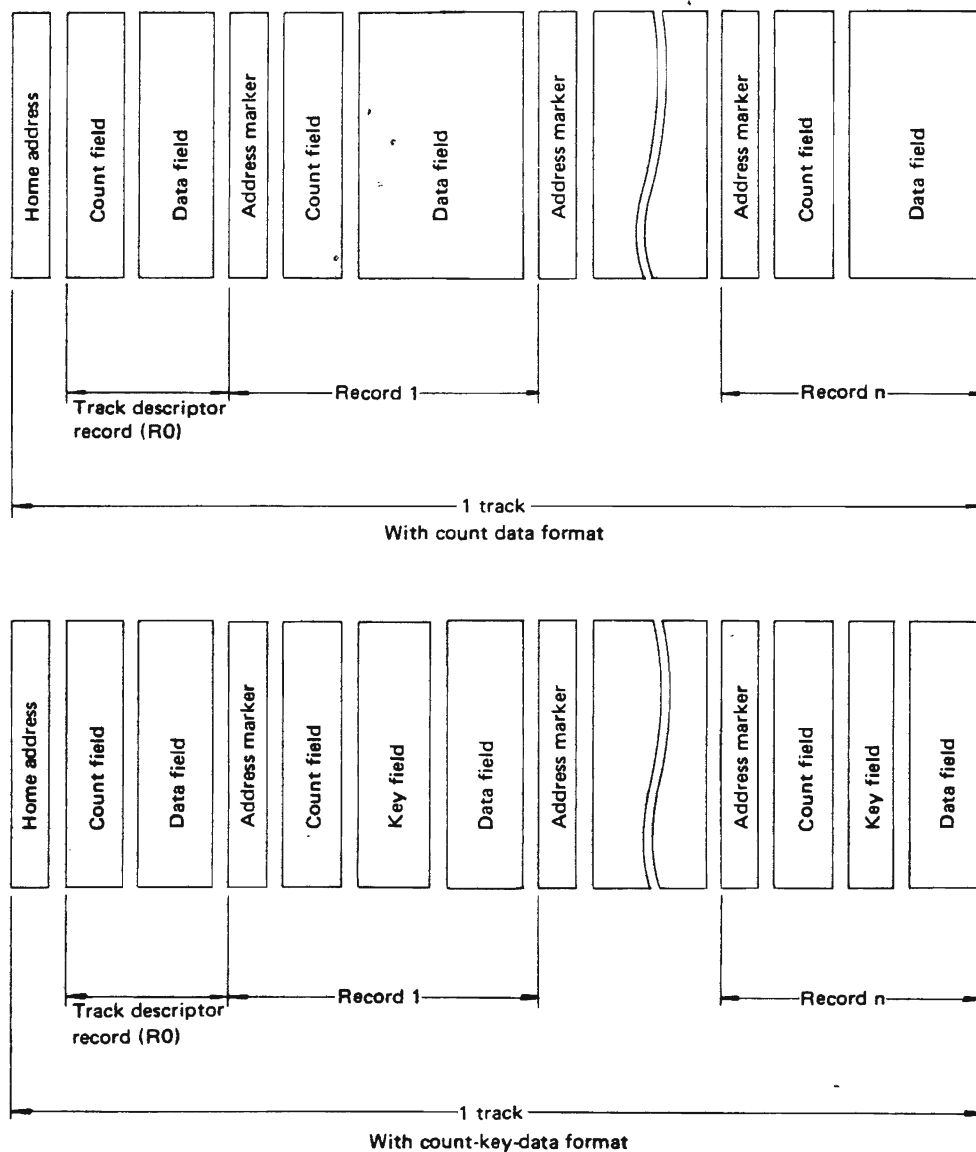 Home address
Count field
Data field
Address marker
Count field
Data field
Address marker
Address marker
Count field
Data field
Record 1
Record n
Track descriptor
record (R0)
1 track
With count data format
Home address
Count field
Data field
Address marker
Count field
Key field
Data field
Address marker
Address marker
Count field
Key field
Data field
Record 1
Record n
Track descriptor
record (R0)
1 track
With count-key-data format